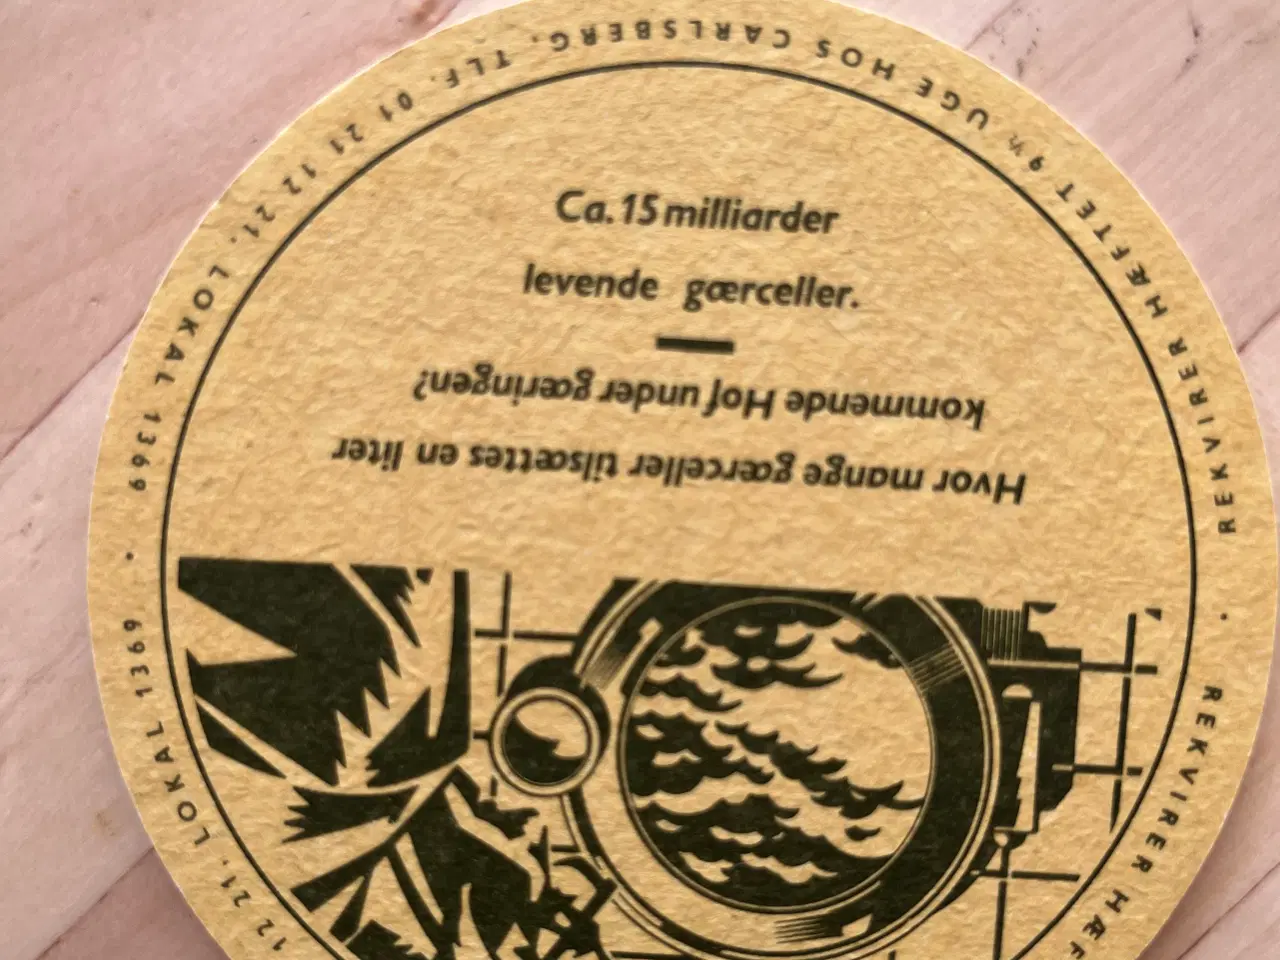 Hvor mange gærceller tilsættes en liter
kommende Hof under gæringen?
Ca. 15 milliarder
levende gærceller.
REKVIRER HÆFTET 9½ UGE HOS CARLSBERG, TLF. 01 21 12 21, LOKAL 1369 •
REKVIRER HÆF
12 21, LOKAL 1369 •